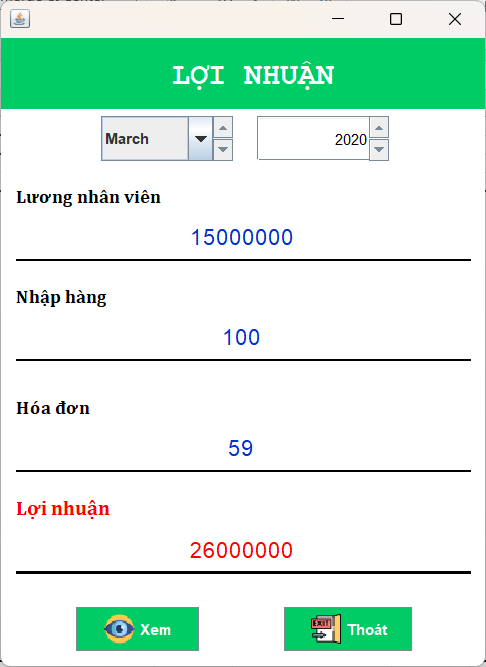 LỢI NHUẬN
March 2020
Lương nhân viên
15000000
Nhập hàng
100
Hóa đơn
59
Lợi nhuận
26000000
Xem
EXIT Thoát